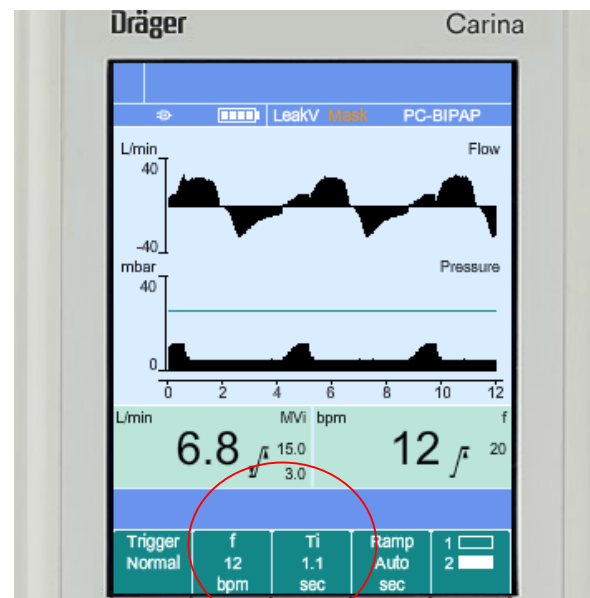 Dräger Carina
LeakV Mask PC-BIPAP
L/min Flow
40
-40
mbar Pressure
40
0
0 2 4 6 8 10 12
L/min MVi bpm f
6.8 15.0 12 20
3.0
Trigger f Ti Ramp 1
Normal 12 1.1 Auto 2
bpm sec sec